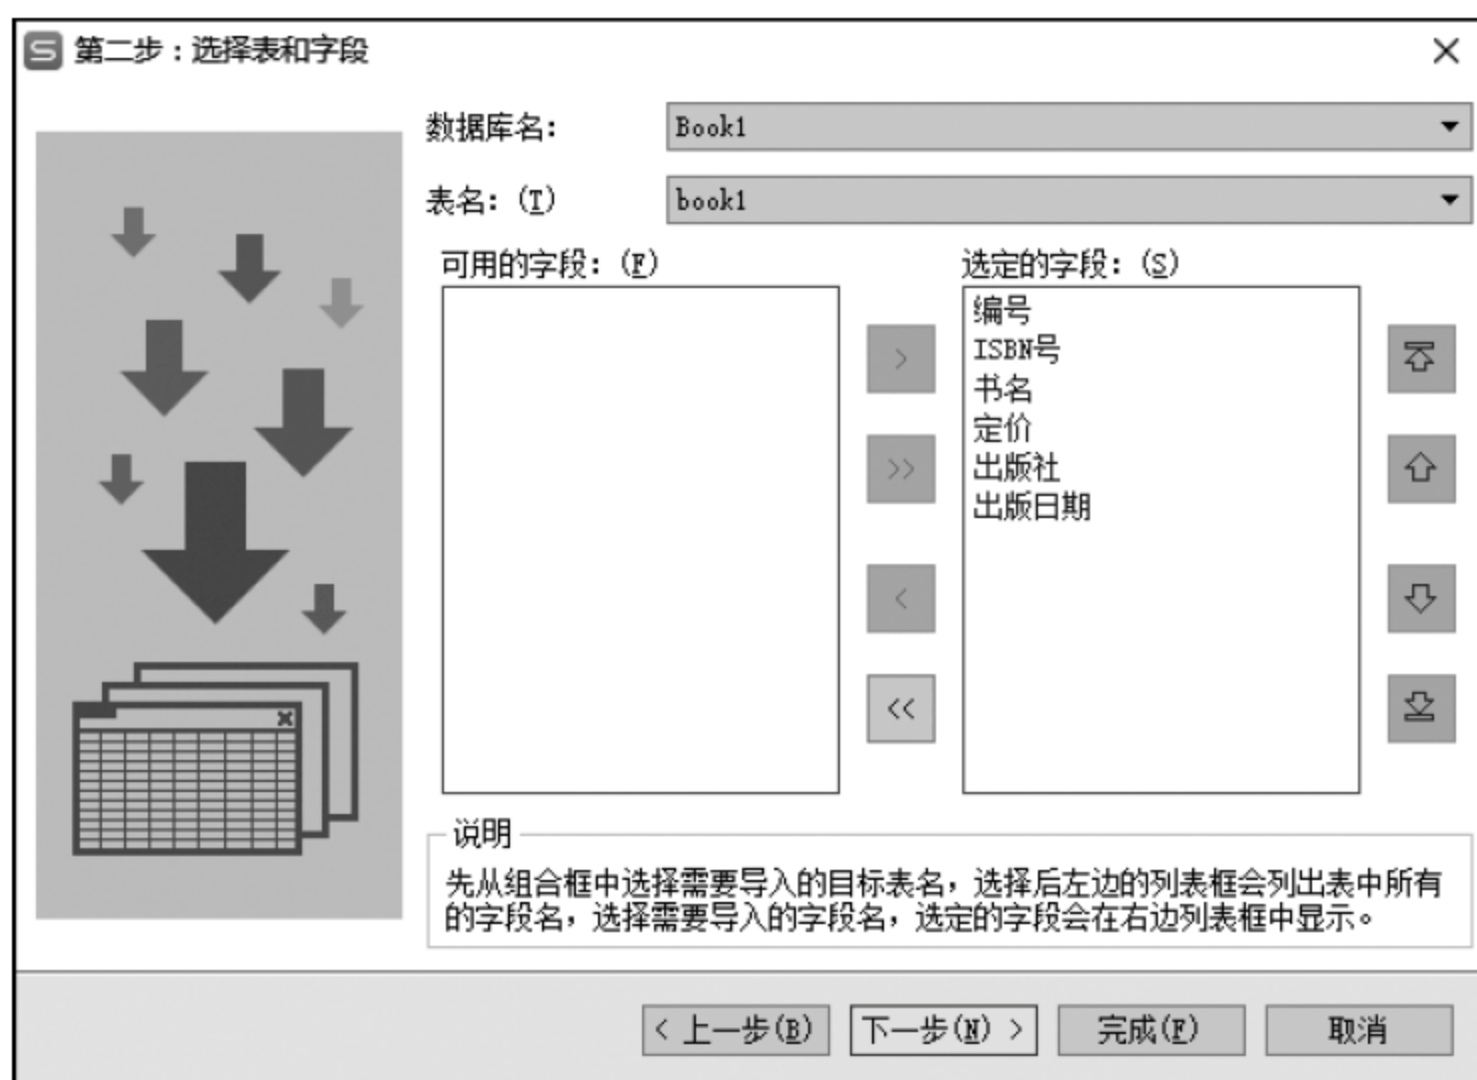 第二步：选择表和字段
数据库名： Book1
表名：(T) book1
可用的字段：(F) 选定的字段：(S)
编号
ISBN号
书名
定价
出版社
出版日期
>
>>
<
<<
说明
先从组合框中选择需要导入的目标表名，选择后左边的列表框会列出表中所有
的字段名，选择需要导入的字段名，选定的字段会在右边列表框中显示。
< 上一步(B) 下一步(N) > 完成(F) 取消